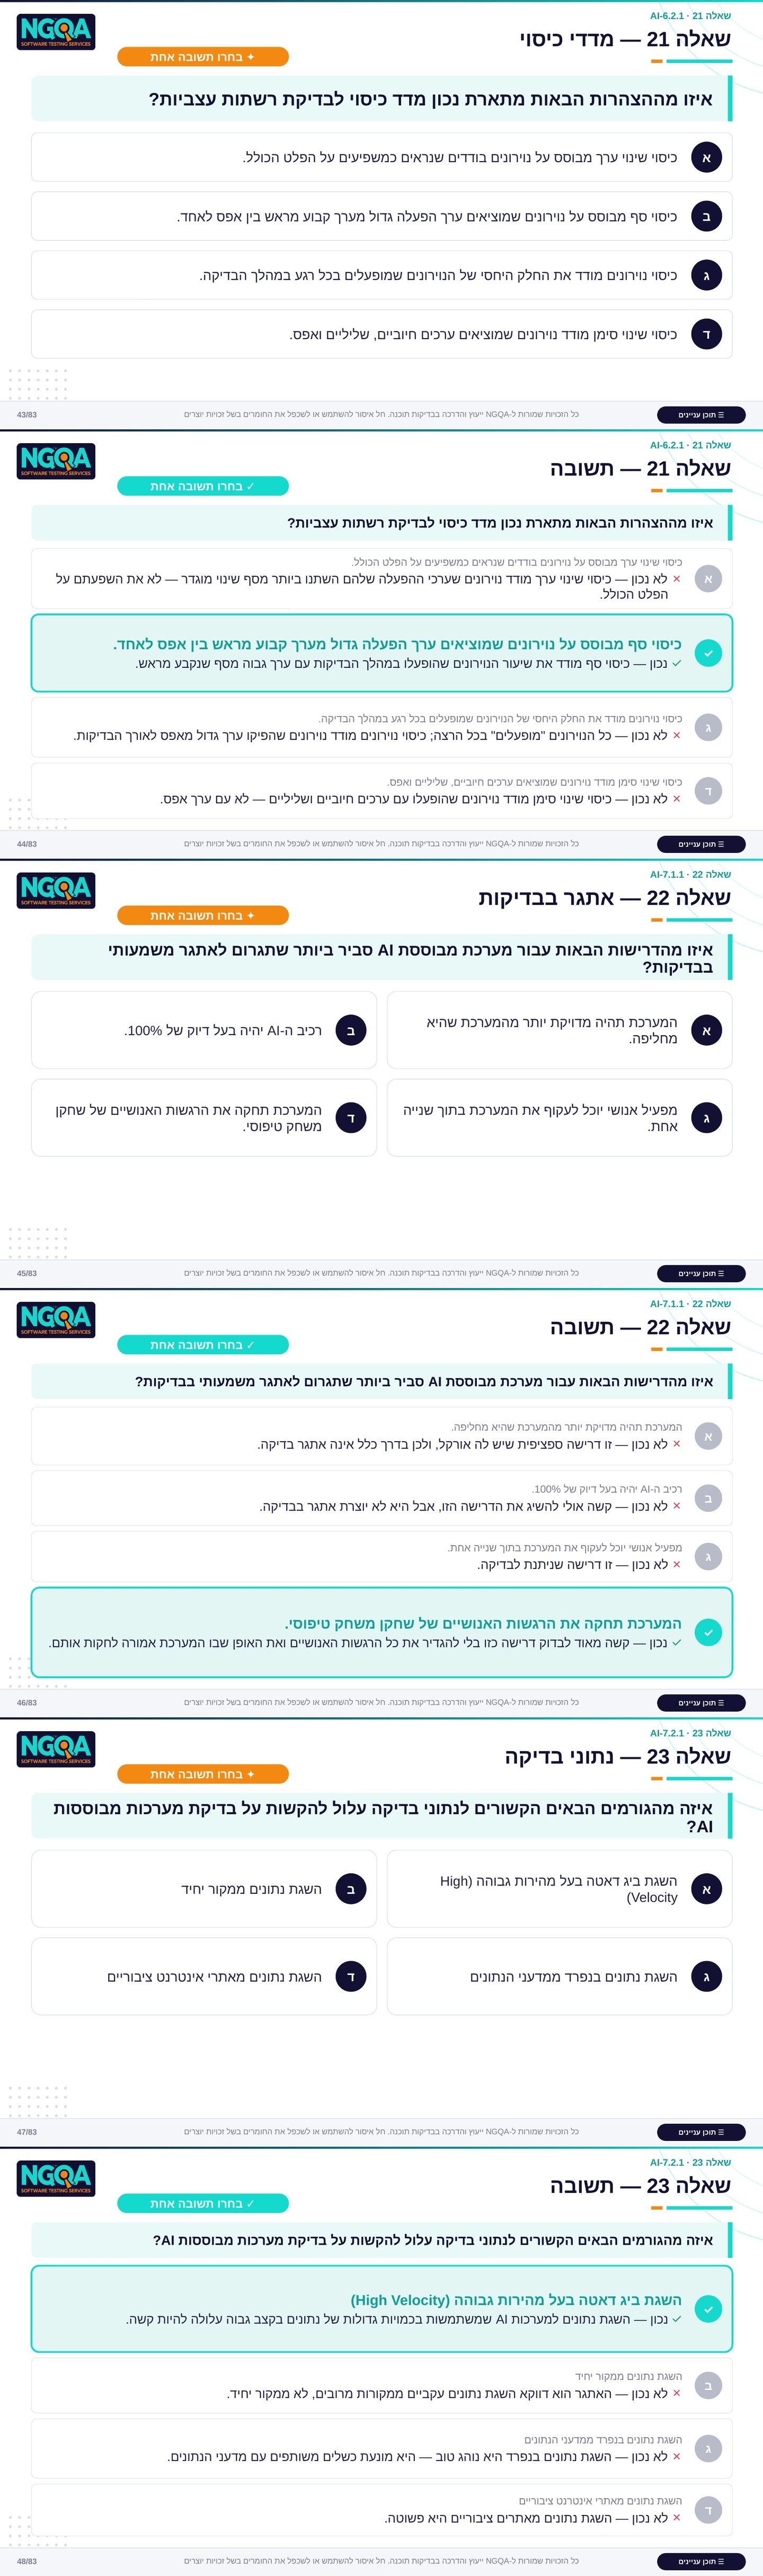 שאלה 21 · AI-6.2.1
NGQA
SOFTWARE TESTING SERVICES
שאלה 21 — מדדי כיסוי
✦ בחרו תשובה אחת
איזו מההצהרות הבאות מתארת נכון מדד כיסוי לבדיקת רשתות עצביות?
א
כיסוי שינוי ערך מבוסס על נוירונים בודדים שנראים כמשפיעים על הפלט הכולל.
ב
כיסוי סף מבוסס על נוירונים שמוציאים ערך הפעלה גדול מערך קבוע מראש בין אפס לאחד.
ג
כיסוי נוירונים מודד את החלק היחסי של הנוירונים שמופעלים בכל רגע במהלך הבדיקה.
ד
כיסוי שינוי סימן מודד נוירונים שמוציאים ערכים חיוביים, שליליים ואפס.
☰ תוכן עניינים
כל הזכויות שמורות ל-NGQA ייעוץ והדרכה בבדיקות תוכנה. חל איסור להשתמש או לשכפל את החומרים בשל זכויות יוצרים
43/83
שאלה 21 · AI-6.2.1
NGQA
SOFTWARE TESTING SERVICES
שאלה 21 — תשובה
✓ בחרו תשובה אחת
איזו מההצהרות הבאות מתארת נכון מדד כיסוי לבדיקת רשתות עצביות?
א
כיסוי שינוי ערך מבוסס על נוירונים בודדים שנראים כמשפיעים על הפלט הכולל.
✕ לא נכון — כיסוי שינוי ערך מודד נוירונים שערכי ההפעלה שלהם השתנו ביותר מסף שינוי מוגדר — לא את השפעתם על
הפלט הכולל.
✓
כיסוי סף מבוסס על נוירונים שמוציאים ערך הפעלה גדול מערך קבוע מראש בין אפס לאחד.
✓ נכון — כיסוי סף מודד את שיעור הנוירונים שהופעלו במהלך הבדיקות עם ערך גבוה מסף שנקבע מראש.
ג
כיסוי נוירונים מודד את החלק היחסי של הנוירונים שמופעלים בכל רגע במהלך הבדיקה.
✕ לא נכון — כל הנוירונים "מופעלים" בכל הרצה; כיסוי נוירונים מודד נוירונים שהפיקו ערך גדול מאפס לאורך הבדיקות.
ד
כיסוי שינוי סימן מודד נוירונים שמוציאים ערכים חיוביים, שליליים ואפס.
✕ לא נכון — כיסוי שינוי סימן מודד נוירונים שהופעלו עם ערכים חיוביים ושליליים — לא עם ערך אפס.
☰ תוכן עניינים
כל הזכויות שמורות ל-NGQA ייעוץ והדרכה בבדיקות תוכנה. חל איסור להשתמש או לשכפל את החומרים בשל זכויות יוצרים
44/83
שאלה 22 · AI-7.1.1
NGQA
SOFTWARE TESTING SERVICES
שאלה 22 — אתגר בבדיקות
✦ בחרו תשובה אחת
איזו מהדרישות הבאות עבור מערכת מבוססת AI סביר ביותר שתגרום לאתגר משמעותי
בבדיקות?
א
המערכת תהיה מדויקת יותר מהמערכת שהיא
מחליפה.
ב
רכיב ה-AI יהיה בעל דיוק של 100%.
ג
מפעיל אנושי יוכל לעקוף את המערכת בתוך שנייה
אחת.
ד
המערכת תחקה את הרגשות האנושיים של שחקן
משחק טיפוסי.
☰ תוכן עניינים
כל הזכויות שמורות ל-NGQA ייעוץ והדרכה בבדיקות תוכנה. חל איסור להשתמש או לשכפל את החומרים בשל זכויות יוצרים
45/83
שאלה 22 · AI-7.1.1
NGQA
SOFTWARE TESTING SERVICES
שאלה 22 — תשובה
✓ בחרו תשובה אחת
איזו מהדרישות הבאות עבור מערכת מבוססת AI סביר ביותר שתגרום לאתגר משמעותי בבדיקות?
א
המערכת תהיה מדויקת יותר מהמערכת שהיא מחליפה.
✕ לא נכון — זו דרישה ספציפית שיש לה אורקל, ולכן בדרך כלל אינה אתגר בדיקה.
ב
רכיב ה-AI יהיה בעל דיוק של 100%.
✕ לא נכון — קשה אולי להשיג את הדרישה הזו, אבל היא לא יוצרת אתגר בבדיקה.
ג
מפעיל אנושי יוכל לעקוף את המערכת בתוך שנייה אחת.
✕ לא נכון — זו דרישה שניתנת לבדיקה.
✓
המערכת תחקה את הרגשות האנושיים של שחקן משחק טיפוסי.
✓ נכון — קשה מאוד לבדוק דרישה כזו בלי להגדיר את כל הרגשות האנושיים ואת האופן שבו המערכת אמורה לחקות אותם.
☰ תוכן עניינים
כל הזכויות שמורות ל-NGQA ייעוץ והדרכה בבדיקות תוכנה. חל איסור להשתמש או לשכפל את החומרים בשל זכויות יוצרים
46/83
שאלה 23 · AI-7.2.1
NGQA
SOFTWARE TESTING SERVICES
שאלה 23 — נתוני בדיקה
✦ בחרו תשובה אחת
איזה מהגורמים הבאים הקשורים לנתוני בדיקה עלול להקשות על בדיקת מערכות מבוססות
AI?
א
השגת ביג דאטה בעל מהירות גבוהה (High
Velocity)
ב
השגת נתונים ממקור יחיד
ג
השגת נתונים בנפרד ממדעני הנתונים
ד
השגת נתונים מאתרי אינטרנט ציבוריים
☰ תוכן עניינים
כל הזכויות שמורות ל-NGQA ייעוץ והדרכה בבדיקות תוכנה. חל איסור להשתמש או לשכפל את החומרים בשל זכויות יוצרים
47/83
שאלה 23 · AI-7.2.1
NGQA
SOFTWARE TESTING SERVICES
שאלה 23 — תשובה
✓ בחרו תשובה אחת
איזה מהגורמים הבאים הקשורים לנתוני בדיקה עלול להקשות על בדיקת מערכות מבוססות AI?
✓
השגת ביג דאטה בעל מהירות גבוהה (High Velocity)
✓ נכון — השגת נתונים למערכות AI שמשתמשות בכמויות גדולות של נתונים בקצב גבוה עלולה להיות קשה.
ב
השגת נתונים ממקור יחיד
✕ לא נכון — האתגר הוא דווקא השגת נתונים עקביים ממקורות מרובים, לא ממקור יחיד.
ג
השגת נתונים בנפרד ממדעני הנתונים
✕ לא נכון — השגת נתונים בנפרד היא נוהג טוב — היא מונעת כשלים משותפים עם מדעני הנתונים.
ד
השגת נתונים מאתרי אינטרנט ציבוריים
✕ לא נכון — השגת נתונים מאתרים ציבוריים היא פשוטה.
☰ תוכן עניינים
כל הזכויות שמורות ל-NGQA ייעוץ והדרכה בבדיקות תוכנה. חל איסור להשתמש או לשכפל את החומרים בשל זכויות יוצרים
48/83